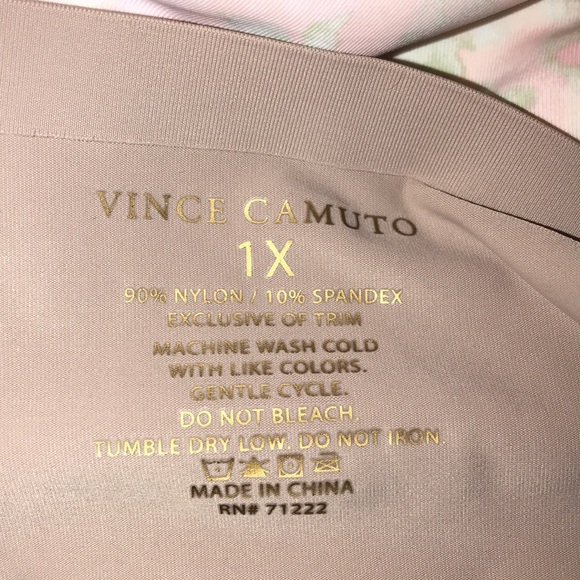 VINCE CAMUTO
1X
90% NYLON / 10% SPANDEX
EXCLUSIVE OF TRIM
MACHINE WASH COLD
WITH LIKE COLORS.
GENTLE CYCLE.
DO NOT BLEACH.
TUMBLE DRY LOW. DO NOT IRON.
MADE IN CHINA
RN# 71222